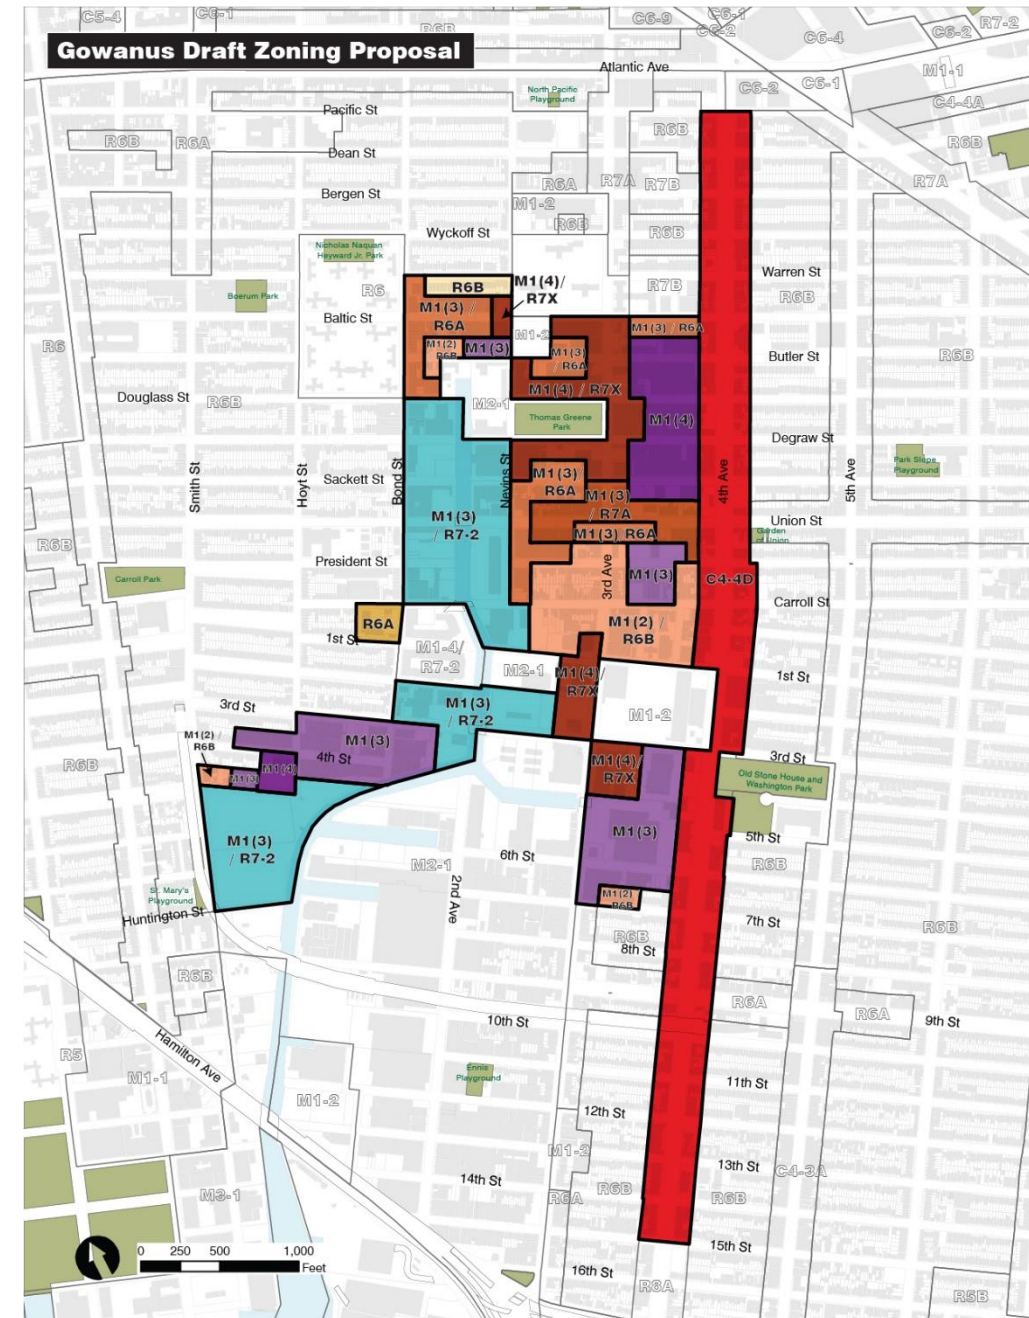 C5-4
C6-1
R6B
C6-9
C6-1
C6-2
C6-4
C6-2
R7-2
Gowanus Draft Zoning Proposal
Atlantic Ave
C6-2
C6-1
M1-1
C4-4A
North Pacific
Playground
Pacific St
R6B
R6A
R6B
R6B
Dean St
R6A
R7A
R7B
R7A
Bergen St
M1-2
R6B
Wyckoff St
R6B
Nicholas Naquan
Heyward Jr. Park
R6
Boerum Park
Warren St
R6B
R7B
R6B
M1(4)/
R7X
M1(3) /
R6A
Baltic St
M1-2
M1(3) / R6A
R6
M1(2)
R6B
M1(3)
M1(3)
/ R6A
Butler St
R6B
M1(4) / R7X
Douglass St
R6B
M2-1
Thomas Greene
Park
M1(4)
Degraw St
Park Slope
Playground
Smith St
Hoyt St
Bond St
Nevins St
4th Ave
5th Ave
Sackett St
M1(3)
R6A
M1(3)
/ R7A
M1(3)
/ R7-2
Union St
Garden
of Union
M1(3) R6A
R6B
President St
3rd Ave
M1(3)
C4-4D
Carroll Park
Carroll St
R6A
M1(2) /
R6B
1st St
M1-4/
R7-2
M2-1
M1(4)/
R7X
1st St
3rd St
M1(3)
/ R7-2
M1-2
M1(2) /
R6B
M1(3)
4th St
3rd St
R6B
M1(3)
M1(4)
M1(4)/
R7X
Old Stone House and
Washington Park
M1(3)
/ R7-2
M1(3)
5th St
6th St
M2-1
R6B
St. Mary's
Playground
2nd Ave
M1(2)
R6B
Huntington St
7th St
R6B
R6B
8th St
R6B
R6A
R6A
9th St
10th St
Hamilton Ave
R5
M1-1
Ennis
Playground
11th St
M1-2
12th St
M1-2
13th St
C4-3A
14th St
M3-1
R6A
R6B
R6B
15th St
0 250 500 1,000
Feet
16th St
R8A
R5B